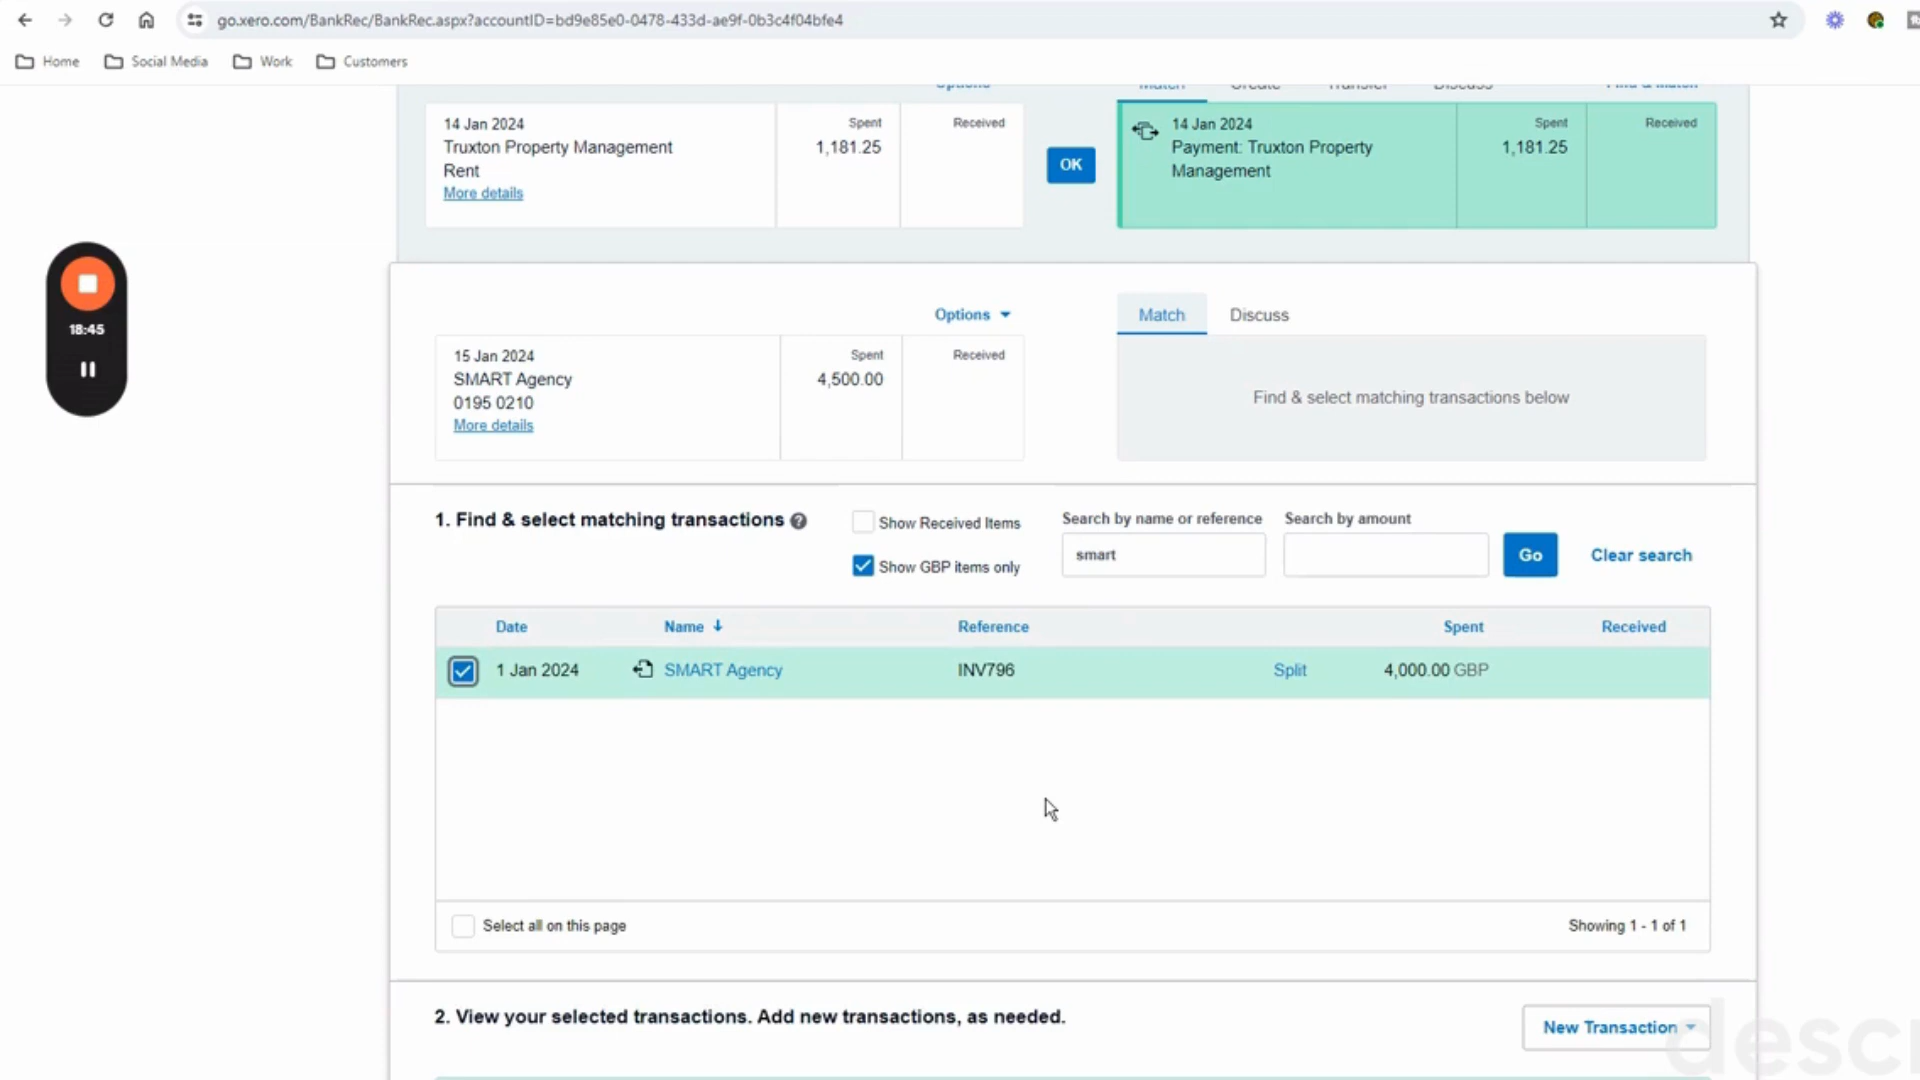 go.xero.com/BankRec/BankRec.aspx?accountID=bd9e85e0-0478-433d-ae9f-0b3c4f04bfe4
Home Social Media Work Customers
Options Match Create Transfer Discuss Find & Match
14 Jan 2024 Spent Received
Truxton Property Management 1,181.25
Rent
More details
OK
14 Jan 2024 Spent Received
Payment: Truxton Property 1,181.25
Management
18:45
Options Match Discuss
15 Jan 2024 Spent Received
SMART Agency 4,500.00
0195 0210
More details
Find & select matching transactions below
1. Find & select matching transactions ?
Show Received Items
Show GBP items only
Search by name or reference
smart
Search by amount
Go
Clear search
Date Name Reference Spent Received
1 Jan 2024 SMART Agency INV796 Split 4,000.00 GBP
Select all on this page Showing 1 - 1 of 1
2. View your selected transactions. Add new transactions, as needed.
New Transaction
descr